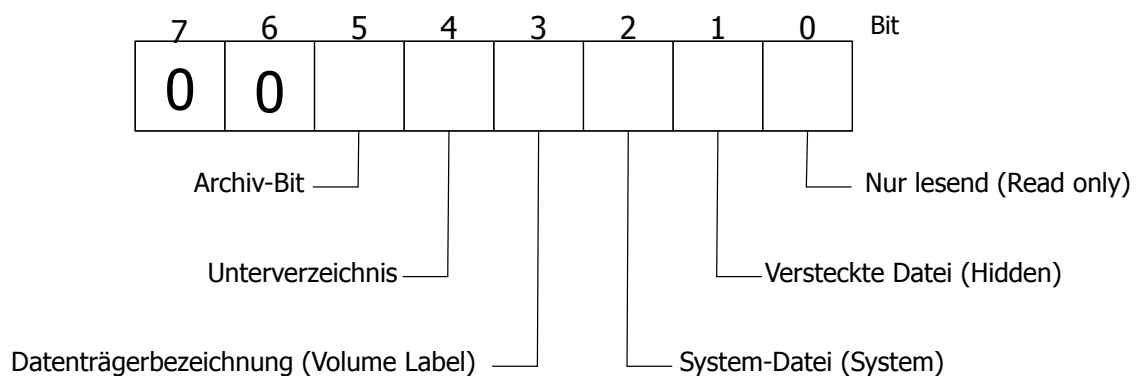 7 6 5 4 3 2 1 0 Bit
0 0
Archiv-Bit Nur lesend (Read only)
Unterverzeichnis Versteckte Datei (Hidden)
Datenträgerbezeichnung (Volume Label) System-Datei (System)